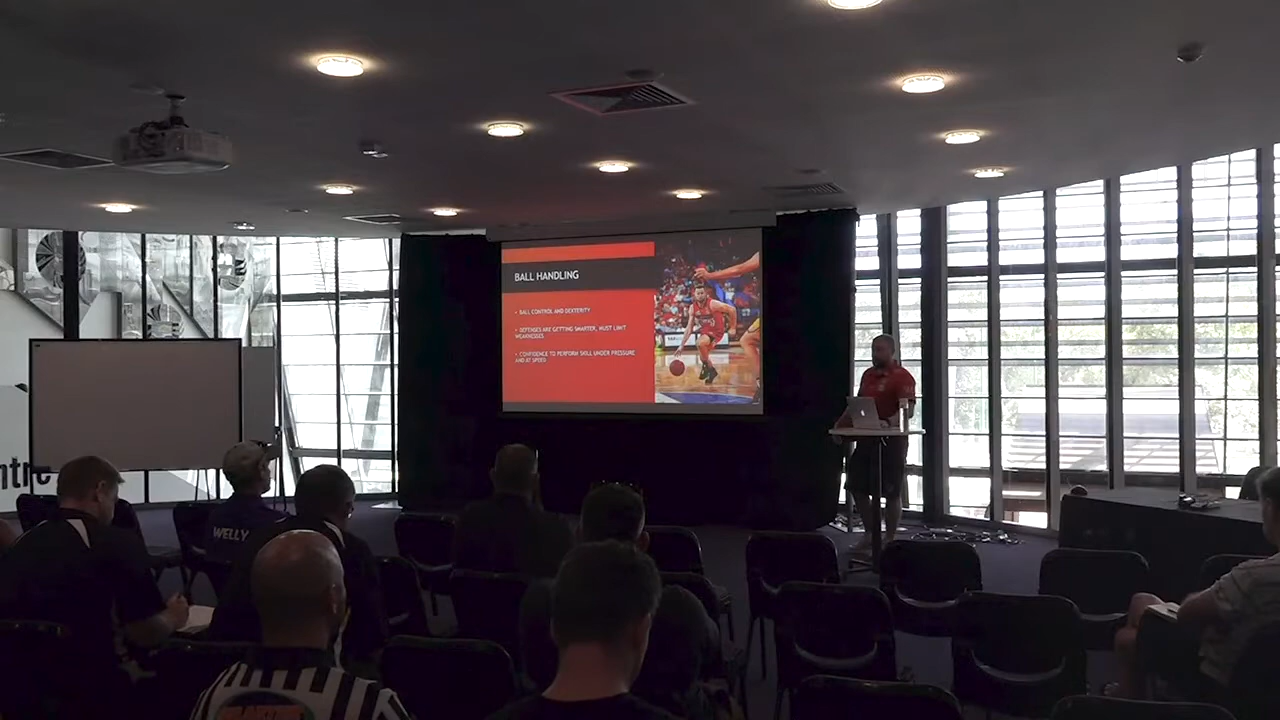 BALL HANDLING
• BALL CONTROL AND DEXTERITY
• DEFENSES ARE GETTING SMARTER, MUST LIMIT
WEAKNESSES
• CONFIDENCE TO PERFORM SKILL UNDER PRESSURE
AND AT SPEED
ntre
WELLY